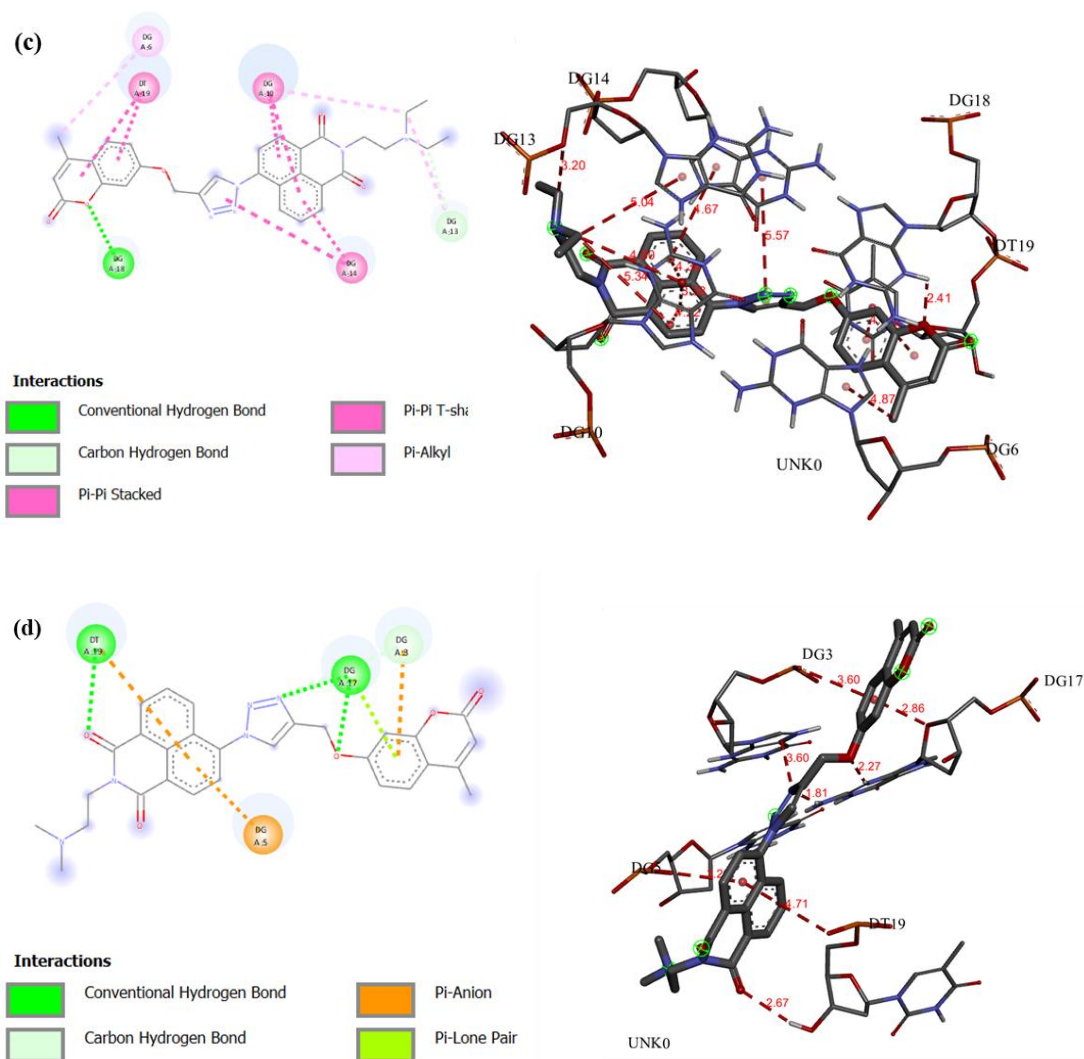 (c)
DG
A:6
DT
A:19
DG
A:10
N
N
O
O
O
O
O
N
DG
A:13
DG
A:18
DG
A:14
Interactions
Conventional Hydrogen Bond
Carbon Hydrogen Bond
Pi-Pi Stacked
Pi-Pi T-sha
Pi-Alkyl
DG14
DG18
DG13
3.20
5.04
4.67
5.57
DT19
5.34
2.41
4.87
DG10
UNK0
DG6
(d)
DT
A:19
DG
A:17
DG
A:3
DG
A:5
Interactions
Conventional Hydrogen Bond
Carbon Hydrogen Bond
Pi-Anion
Pi-Lone Pair
DG3
3.60
DG17
2.86
3.60
2.27
1.81
4.71
DT19
2.67
UNK0